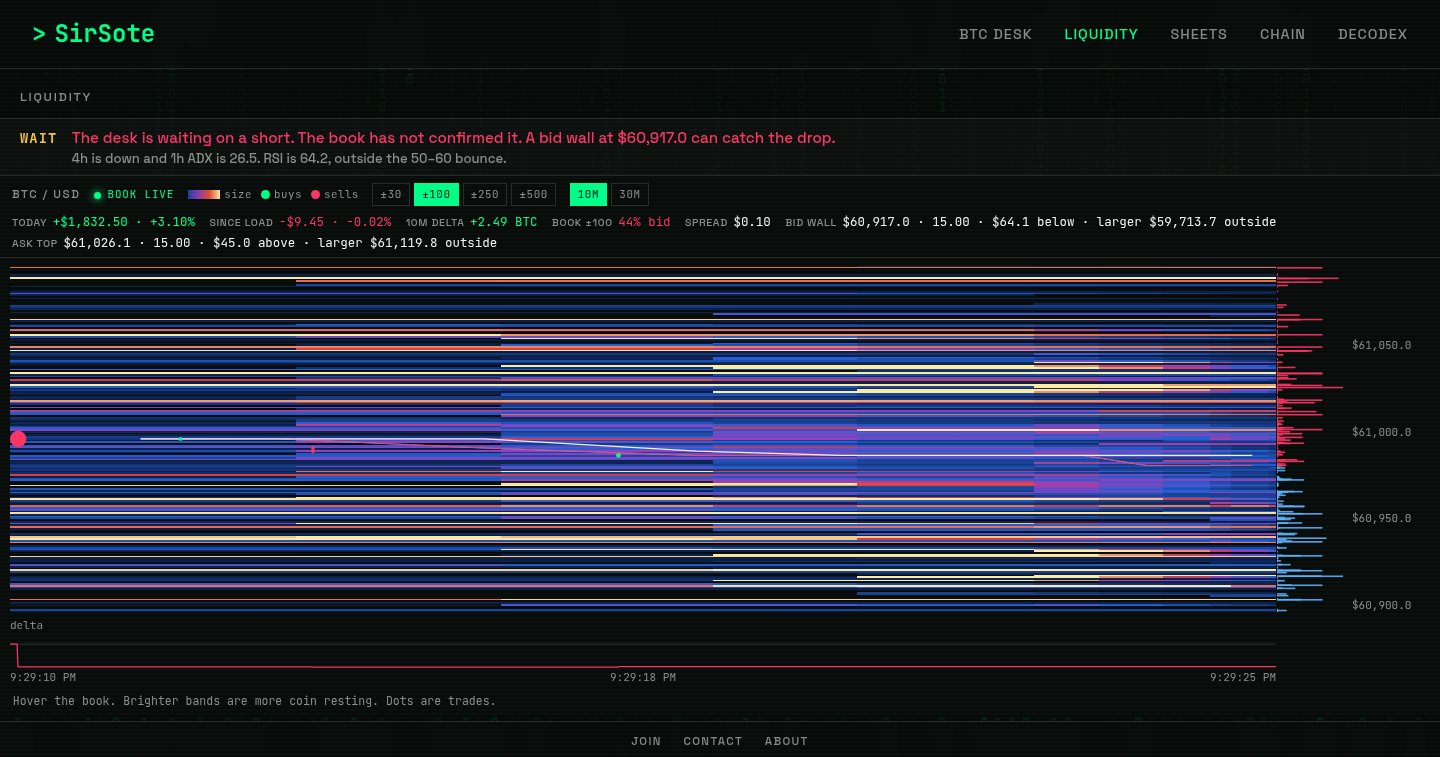 > SirSote
BTC DESK LIQUIDITY SHEETS CHAIN DECODEX
LIQUIDITY
WAIT The desk is waiting on a short. The book has not confirmed it. A bid wall at $60,917.0 can catch the drop.
4h is down and 1h ADX is 26.5. RSI is 64.2, outside the 50–60 bounce.
BTC / USD BOOK LIVE size buys sells ±30 ±100 ±250 ±500 10M 30M
TODAY +$1,832.50 · +3.10% SINCE LOAD -$9.45 · -0.02% 10M DELTA +2.49 BTC BOOK ±100 44% bid SPREAD $0.10 BID WALL $60,917.0 · 15.00 · $64.1 below · larger $59,713.7 outside
ASK TOP $61,026.1 · 15.00 · $45.0 above · larger $61,119.8 outside
$61,050.0
$61,000.0
$60,950.0
$60,900.0
delta
9:29:10 PM 9:29:18 PM 9:29:25 PM
Hover the book. Brighter bands are more coin resting. Dots are trades.
JOIN CONTACT ABOUT